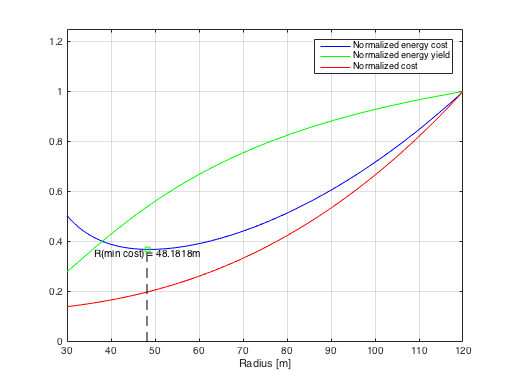 Normalized energy cost
Normalized energy yield
Normalized cost
1.2
1
0.8
0.6
0.4
0.2
0
R(min cost) = 48.1818m
30 40 50 60 70 80 90 100 110 120
Radius [m]